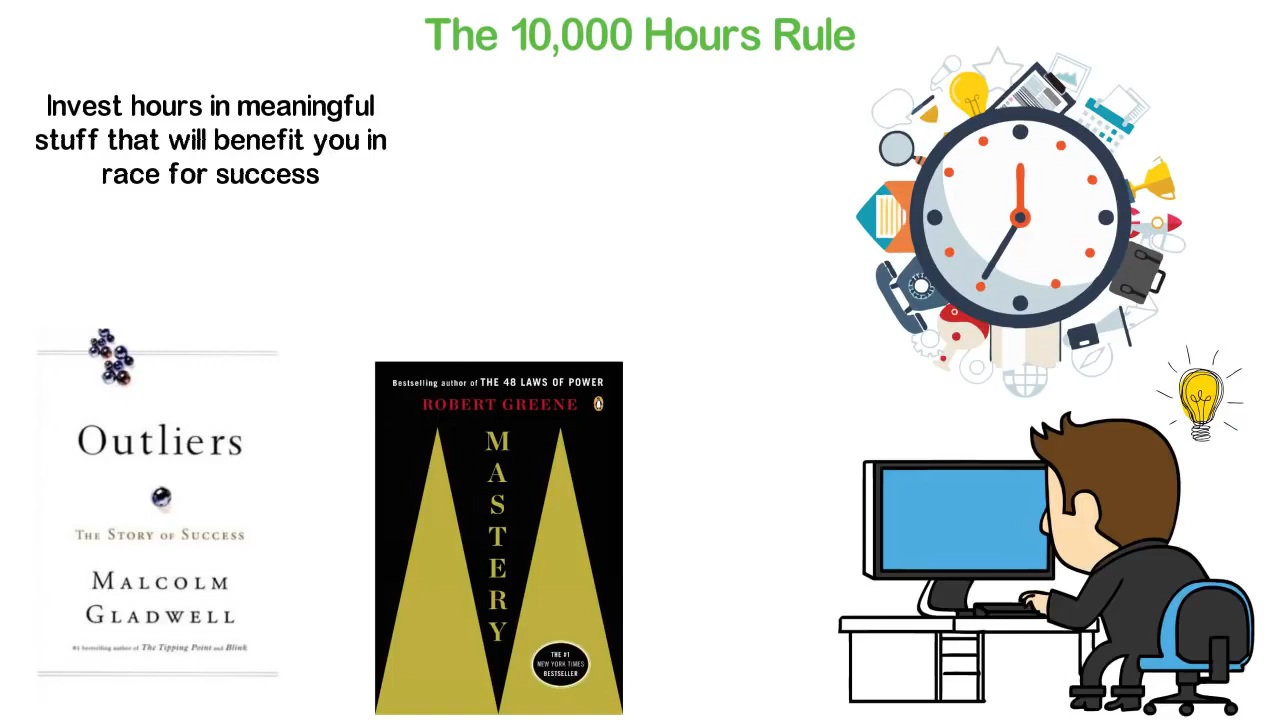 The 10,000 Hours Rule
Invest hours in meaningful
stuff that will benefit you in
race for success
Outliers
THE STORY OF SUCCESS
MALCOLM
GLADWELL
#1 bestselling author of The Tipping Point and Blink
Bestselling author of THE 48 LAWS OF POWER
ROBERT GREENE
MASTERY
THE #1
NEW YORK TIMES
BESTSELLER